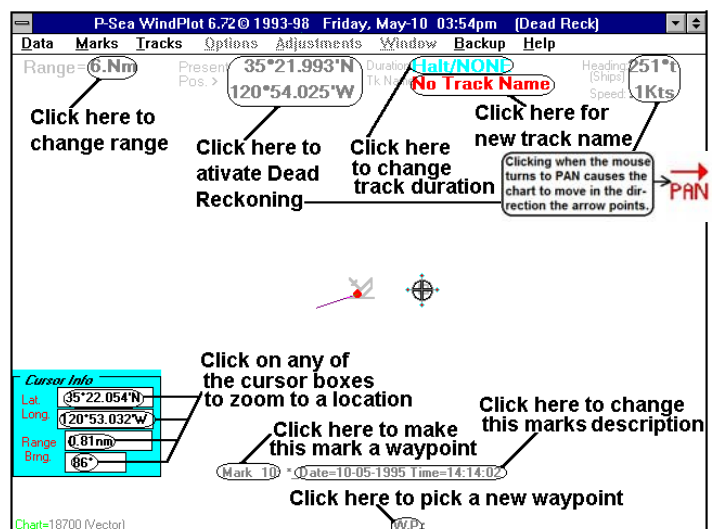 P-Sea WindPlot 6.72© 1993-98 Friday, May-10 03:54pm (Dead Reck)
Data Marks Tracks Options Adjustments Window Backup Help
Range=6.Nm
Present Pos. >
35°21.993'N
120°54.025'W
Duration Halt/NONE
Tk.Name No Track Name
Heading (Ships) 251°t
Speed: .1Kts
Click here to
change range
Click here to
ativate Dead
Reckoning
Click here
to change
track duration
Click here for
new track name
Clicking when the mouse
turns to PAN causes the
chart to move in the dir-
rection the arrow points.
PAN
Cursor Info
Lat. 35°22.054'N
Long. 120°53.032'W
Range 0.81nm
Brng. 86°
Click on any of
the cursor boxes
to zoom to a location
Click here to make
this mark a waypoint
Click here to change
this marks description
Mark 10: * Date=10-05-1995 Time=14:14:02
Click here to pick a new waypoint
Chart=18700 (Vector)
W.Pt